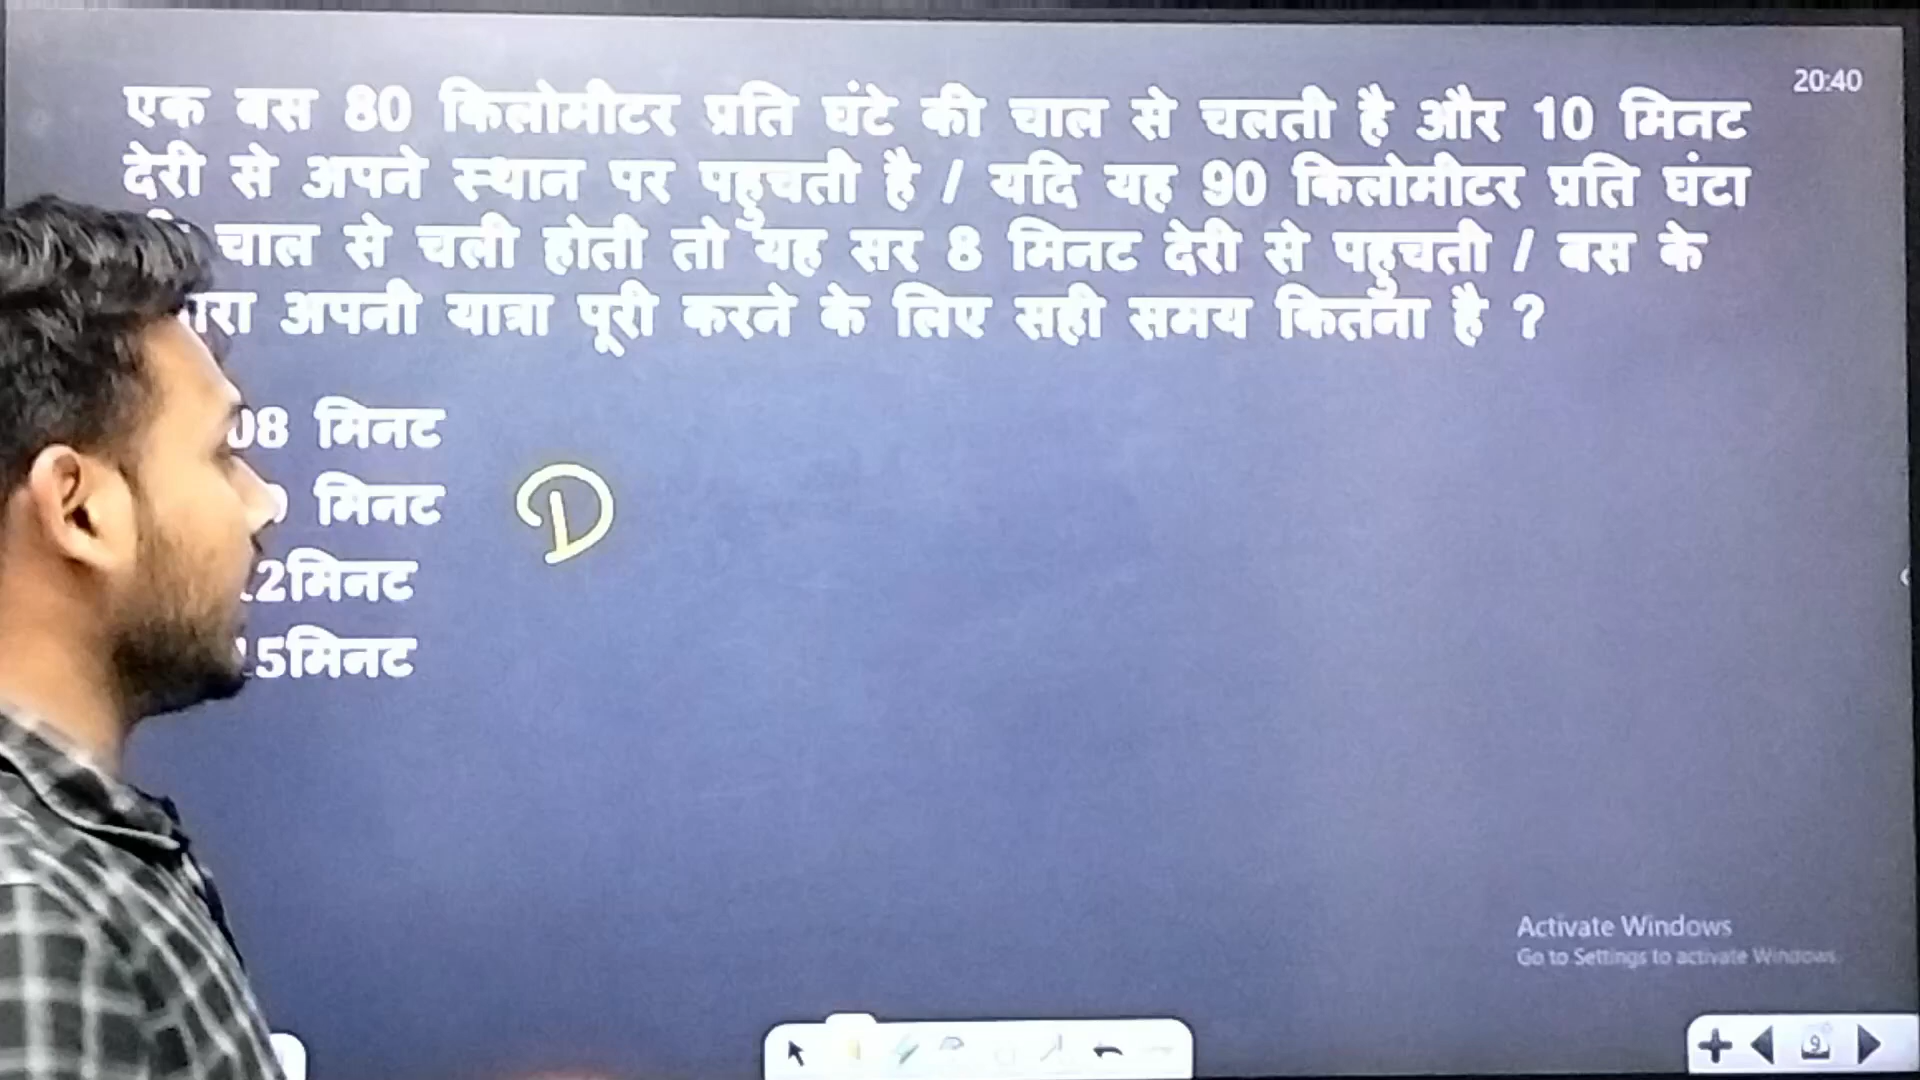 20:40
एक बस 80 किलोमीटर प्रति घंटे की चाल से चलती है और 10 मिनट
देरी से अपने स्थान पर पहुचती है / यदि यह 90 किलोमीटर प्रति घंटा
चाल से चली होती तो यह सर 8 मिनट देरी से पहुचती / बस के
अपनी यात्रा पूरी करने के लिए सही समय कितना है ?
08 मिनट
मिनट
D
2मिनट
15मिनट
Activate Windows
Go to Settings to activate Windows.
9